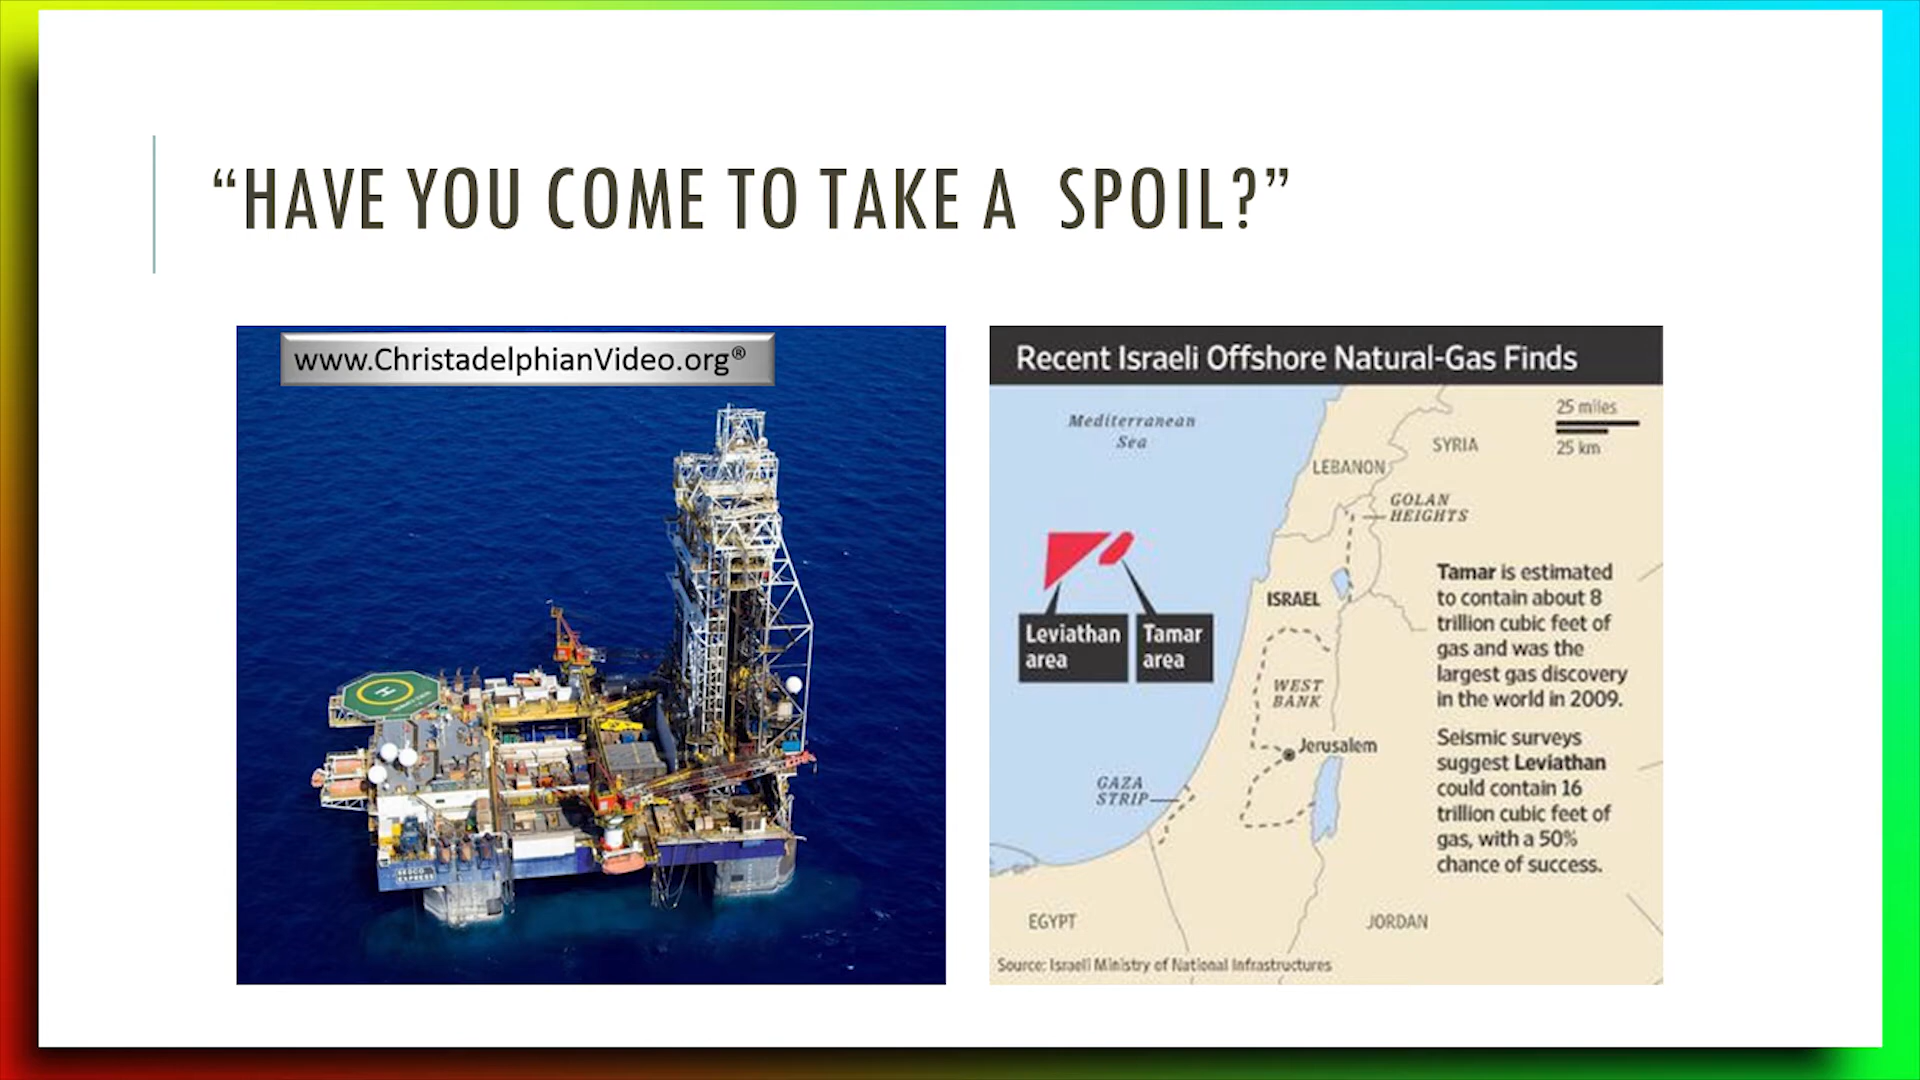 “HAVE YOU COME TO TAKE A  SPOIL?”
www.ChristadelphianVideo.org®
H
SEDCO
EXPRESS
Recent Israeli Offshore Natural-Gas Finds
Mediterranean
Sea
25 miles
25 km
SYRIA
LEBANON
GOLAN
HEIGHTS
ISRAEL
Leviathan
area
Tamar
area
WEST
BANK
Jerusalem
GAZA
STRIP
EGYPT
JORDAN
Tamar is estimated
to contain about 8
trillion cubic feet of
gas and was the
largest gas discovery
in the world in 2009.
Seismic surveys
suggest Leviathan
could contain 16
trillion cubic feet of
gas, with a 50%
chance of success.
Source: Israeli Ministry of National Infrastructures